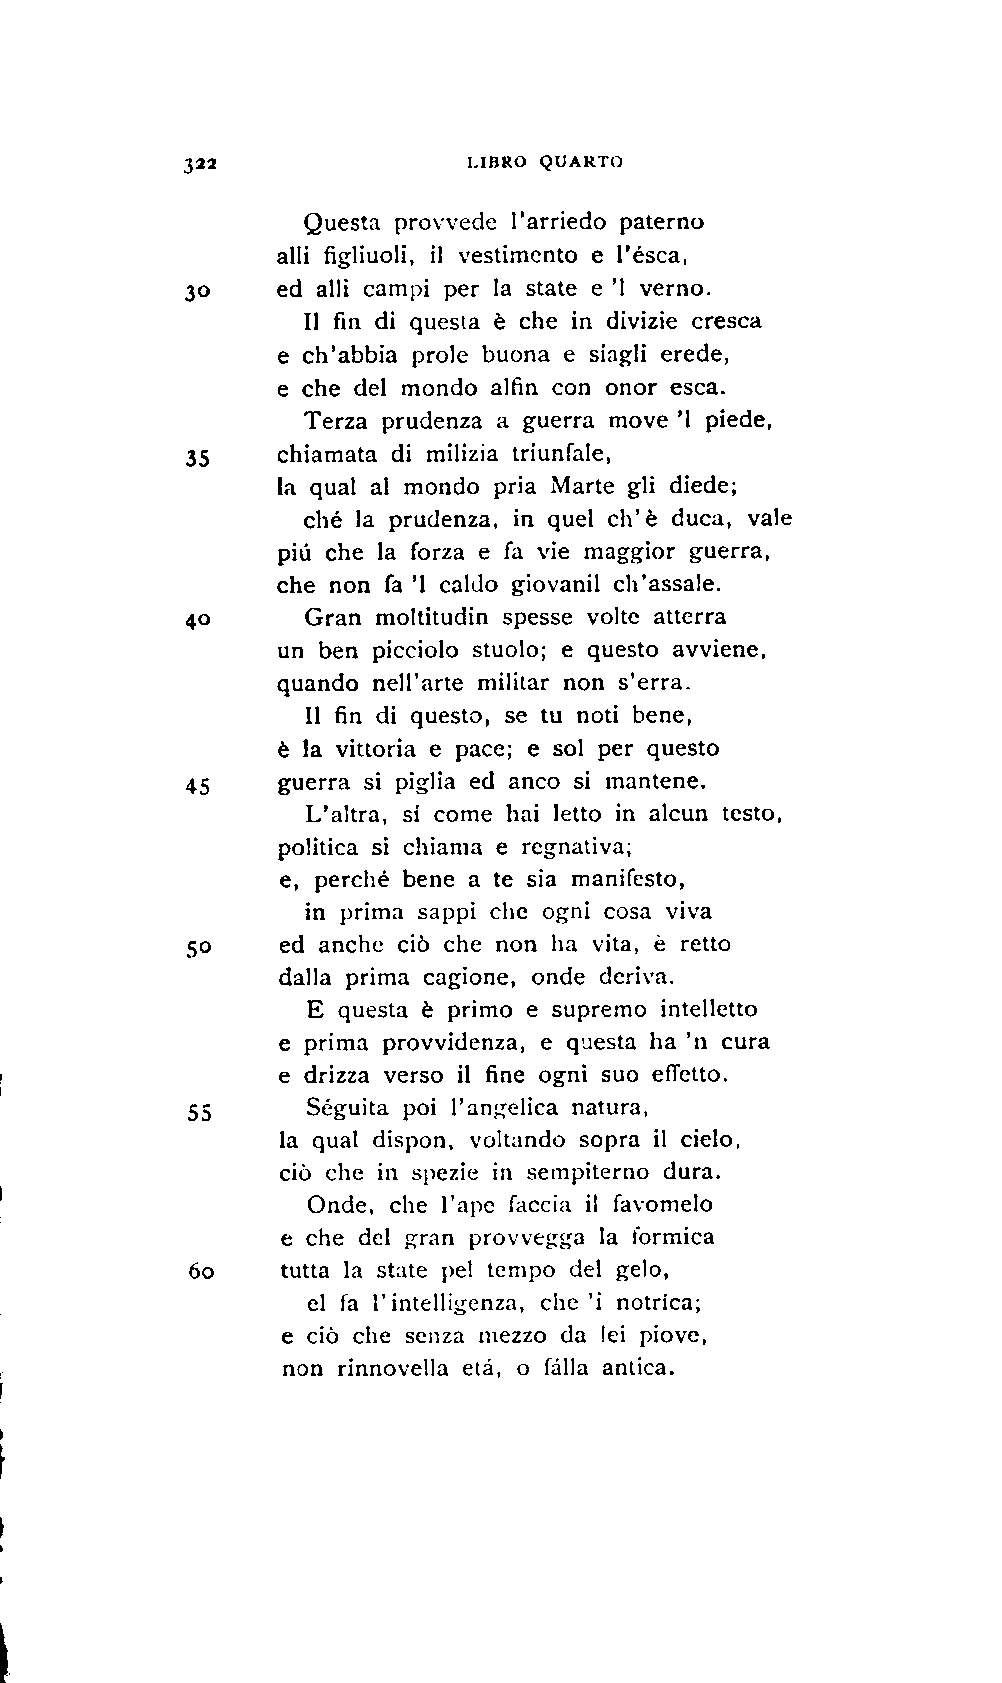 322 LIBRO QUARTO
Questa provvede l'arriedo paterno
alli figliuoli, il vestimento e l'ésca,
30 ed alli campi per la state e 'l verno.
Il fin di questa è che in divizie cresca
e ch'abbia prole buona e siagli erede,
e che del mondo alfin con onor esca.
Terza prudenza a guerra move 'l piede,
35 chiamata di milizia triunfale,
la qual al mondo pria Marte gli diede;
ché la prudenza, in quel ch'è duca, vale
piú che la forza e fa vie maggior guerra,
che non fa 'l caldo giovanil ch'assale.
40 Gran moltitudin spesse volte atterra
un ben picciolo stuolo; e questo avviene,
quando nell'arte militar non s'erra.
Il fin di questo, se tu noti bene,
è la vittoria e pace; e sol per questo
45 guerra si piglia ed anco si mantene.
L'altra, sí come hai letto in alcun testo,
politica si chiama e regnativa;
e, perché bene a te sia manifesto,
in prima sappi che ogni cosa viva
50 ed anche ciò che non ha vita, è retto
dalla prima cagione, onde deriva.
E questa è primo e supremo intelletto
e prima provvidenza, e questa ha 'n cura
e drizza verso il fine ogni suo effetto.
55 Séguita poi l'angelica natura,
la qual dispon, voltando sopra il cielo,
ciò che in spezie in sempiterno dura.
Onde, che l'ape faccia il favomelo
e che del gran provvegga la formica
60 tutta la state pel tempo del gelo,
el fa l'intelligenza, che 'i notrica;
e ciò che senza mezzo da lei piove,
non rinnovella etá, o fálla antica.